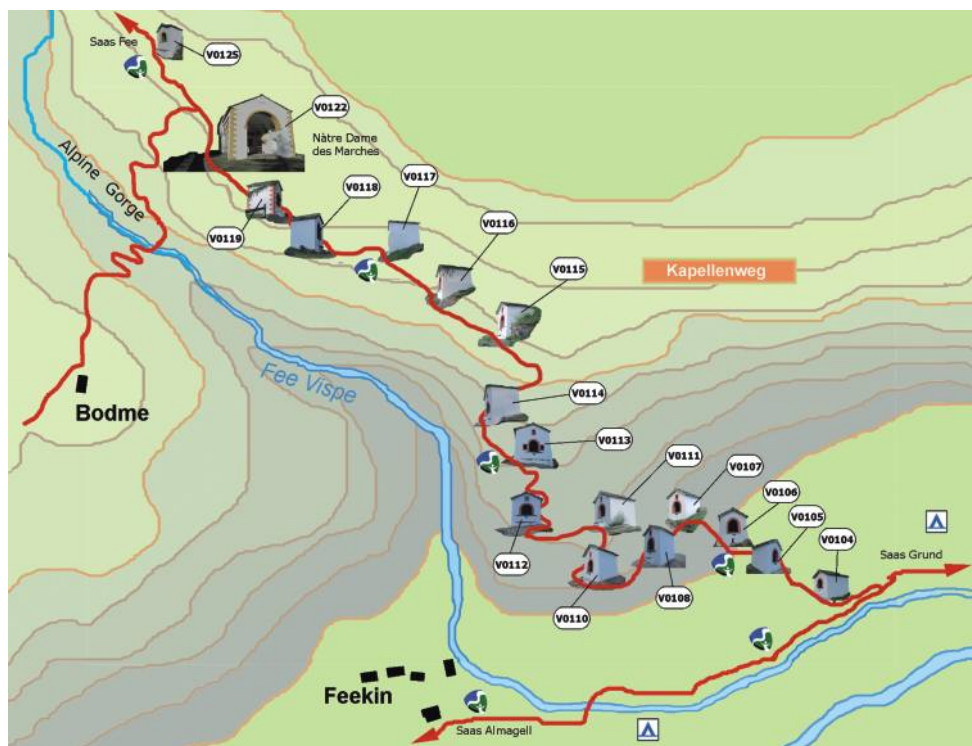 Saas Fee
V0125
V0122
Nàtre Dame
des Marches
Alpine Gorge
V0118
V0117
V0119
V0116
Kapellenweg
V0115
Fee Vispe
V0114
Bodme
V0113
V0111
V0107
V0106
V0105
V0104
Saas Grund
V0112
V0108
V0110
Feekin
Saas Almagell